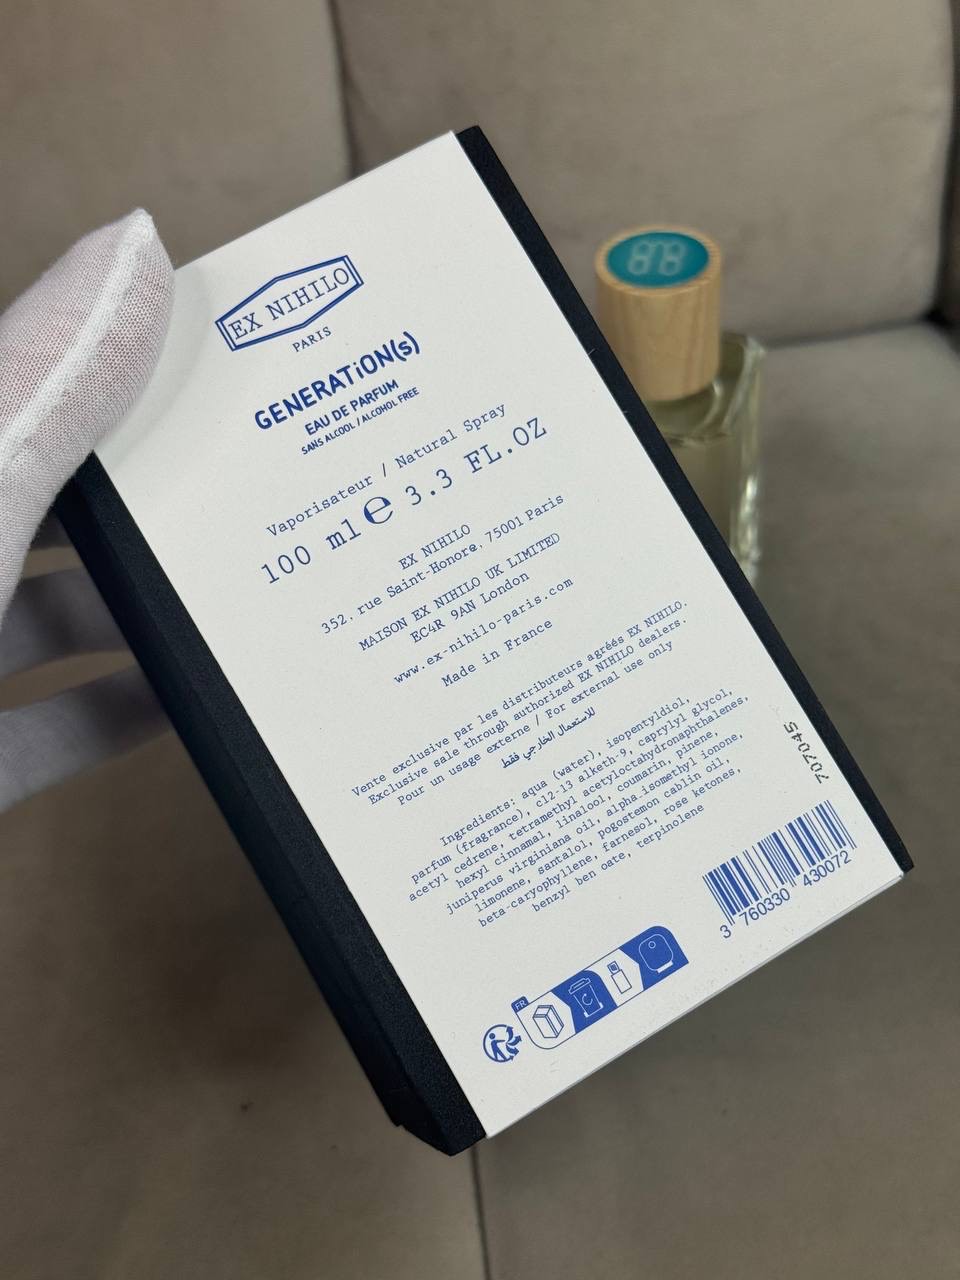 EX NIHILO
PARIS
GENERATiON(s)
EAU DE PARFUM
SANS ALCOOL / ALCOHOL FREE
Vaporisateur / Natural Spray
100 ml ℮ 3.3 FL.OZ
EX NIHILO
352, rue Saint-Honore, 75001 Paris
MAISON EX NIHILO UK LIMITED
EC4R 9AN London
www.ex-nihilo-paris.com
Made in France
Vente exclusive par les distributeurs agréés EX NIHILO.
Exclusive sale through authorized EX NIHILO dealers.
Pour un usage externe / For external use only
للاستعمال الخارجي فقط
Ingredients: aqua (water), isopentyldiol,
parfum (fragrance), c12-13 alketh-9, caprylyl glycol,
acetyl cedrene, tetramethyl acetyloctahydronaphthalenes,
hexyl cinnamal, linalool, coumarin, pinene,
juniperus virginiana oil, alpha.isomethyl ionone,
limonene, santalol, pogostemon cablin oil,
beta-caryophyllene, farnesol, rose ketones,
benzyl ben oate, terpinolene
707045
3 760330 430072
FR